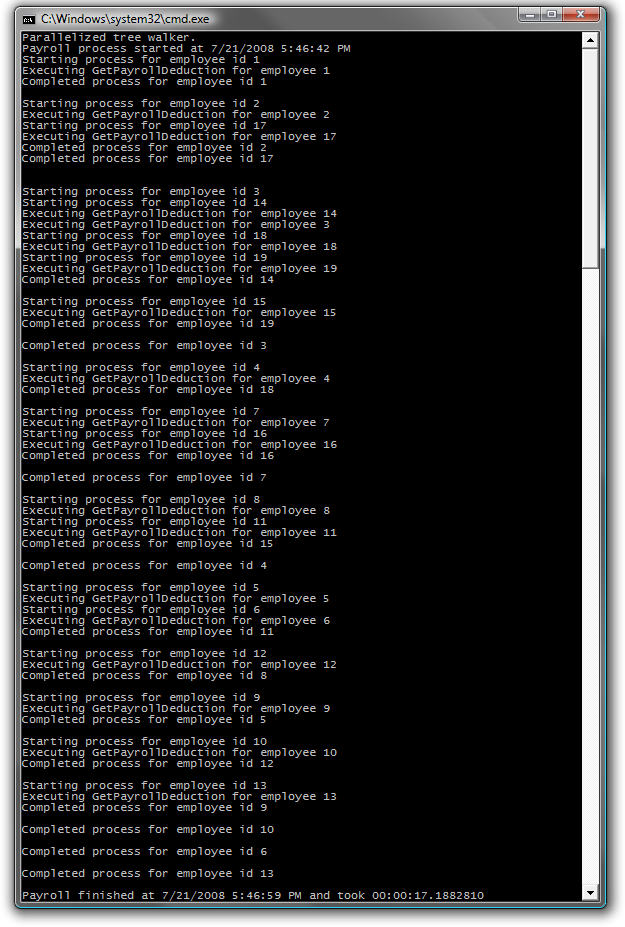 C:\Windows\system32\cmd.exe
Parallelized tree walker.
Payroll process started at 7/21/2008 5:46:42 PM
Starting process for employee id 1
Executing GetPayrollDeduction for employee 1
Completed process for employee id 1
Starting process for employee id 2
Executing GetPayrollDeduction for employee 2
Starting process for employee id 17
Executing GetPayrollDeduction for employee 17
Completed process for employee id 2
Completed process for employee id 17
Starting process for employee id 3
Starting process for employee id 14
Executing GetPayrollDeduction for employee 14
Executing GetPayrollDeduction for employee 3
Starting process for employee id 18
Executing GetPayrollDeduction for employee 18
Starting process for employee id 19
Executing GetPayrollDeduction for employee 19
Completed process for employee id 14
Starting process for employee id 15
Executing GetPayrollDeduction for employee 15
Completed process for employee id 19
Completed process for employee id 3
Starting process for employee id 4
Executing GetPayrollDeduction for employee 4
Completed process for employee id 18
Starting process for employee id 7
Executing GetPayrollDeduction for employee 7
Starting process for employee id 16
Executing GetPayrollDeduction for employee 16
Completed process for employee id 16
Completed process for employee id 7
Starting process for employee id 8
Executing GetPayrollDeduction for employee 8
Starting process for employee id 11
Executing GetPayrollDeduction for employee 11
Completed process for employee id 15
Completed process for employee id 4
Starting process for employee id 5
Executing GetPayrollDeduction for employee 5
Starting process for employee id 6
Executing GetPayrollDeduction for employee 6
Completed process for employee id 11
Starting process for employee id 12
Executing GetPayrollDeduction for employee 12
Completed process for employee id 8
Starting process for employee id 9
Executing GetPayrollDeduction for employee 9
Completed process for employee id 5
Starting process for employee id 10
Executing GetPayrollDeduction for employee 10
Completed process for employee id 12
Starting process for employee id 13
Executing GetPayrollDeduction for employee 13
Completed process for employee id 9
Completed process for employee id 10
Completed process for employee id 6
Completed process for employee id 13
Payroll finished at 7/21/2008 5:46:59 PM and took 00:00:17.1882810